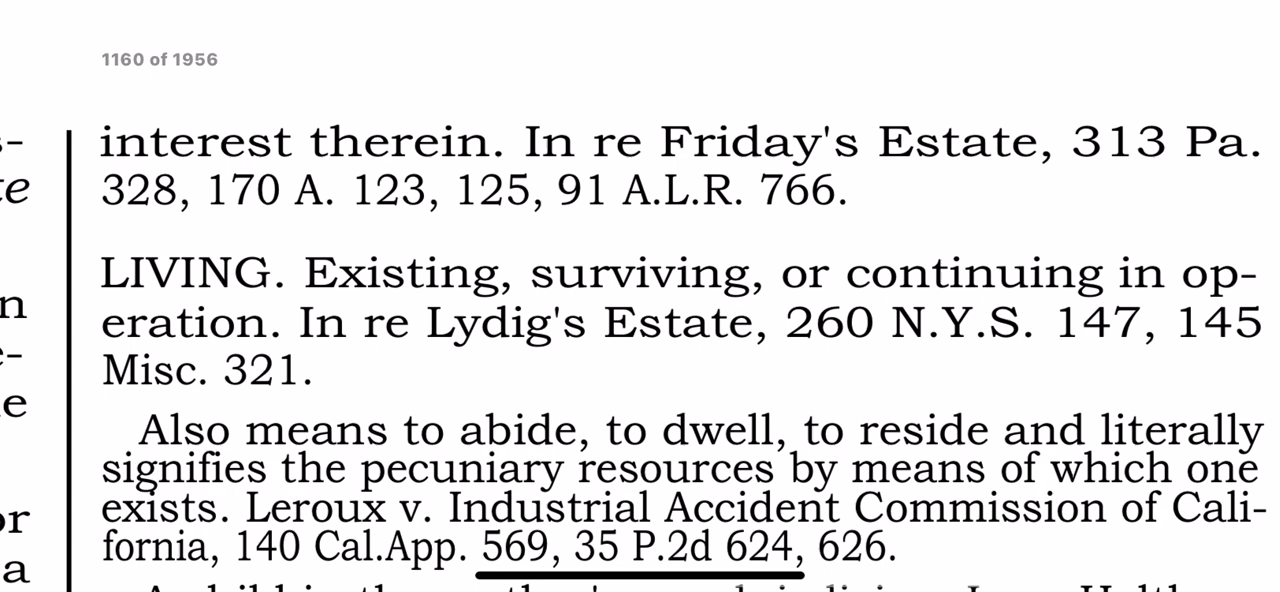 1160 of 1956
interest therein. In re Friday's Estate, 313 Pa.
328, 170 A. 123, 125, 91 A.L.R. 766.
LIVING. Existing, surviving, or continuing in op-
eration. In re Lydig's Estate, 260 N.Y.S. 147, 145
Misc. 321.
Also means to abide, to dwell, to reside and literally
signifies the pecuniary resources by means of which one
exists. Leroux v. Industrial Accident Commission of Cali-
fornia, 140 Cal.App. 569, 35 P.2d 624, 626.